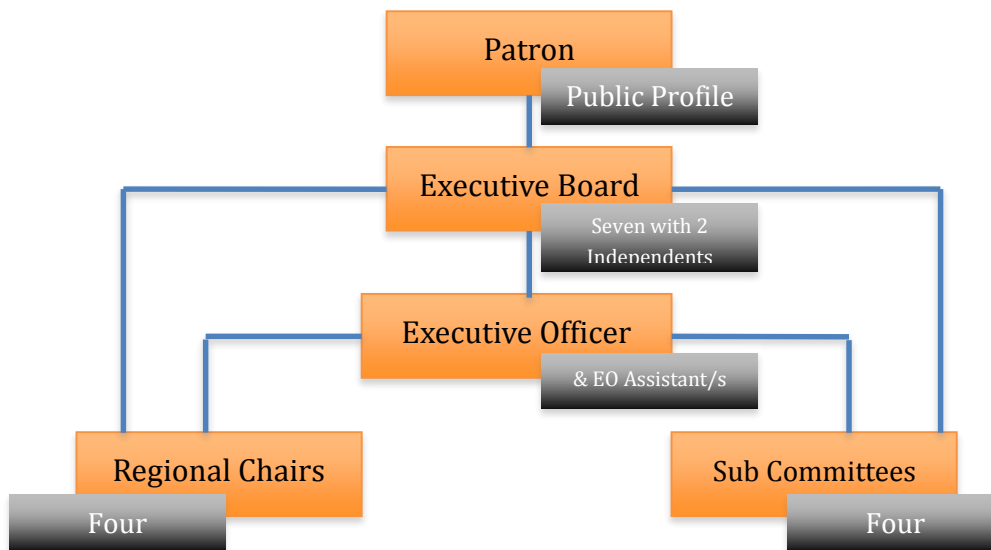 Patron
Public Profile
Executive Board
Seven with 2
Independents
Executive Officer
& EO Assistant/s
Regional Chairs
Four
Sub Committees
Four